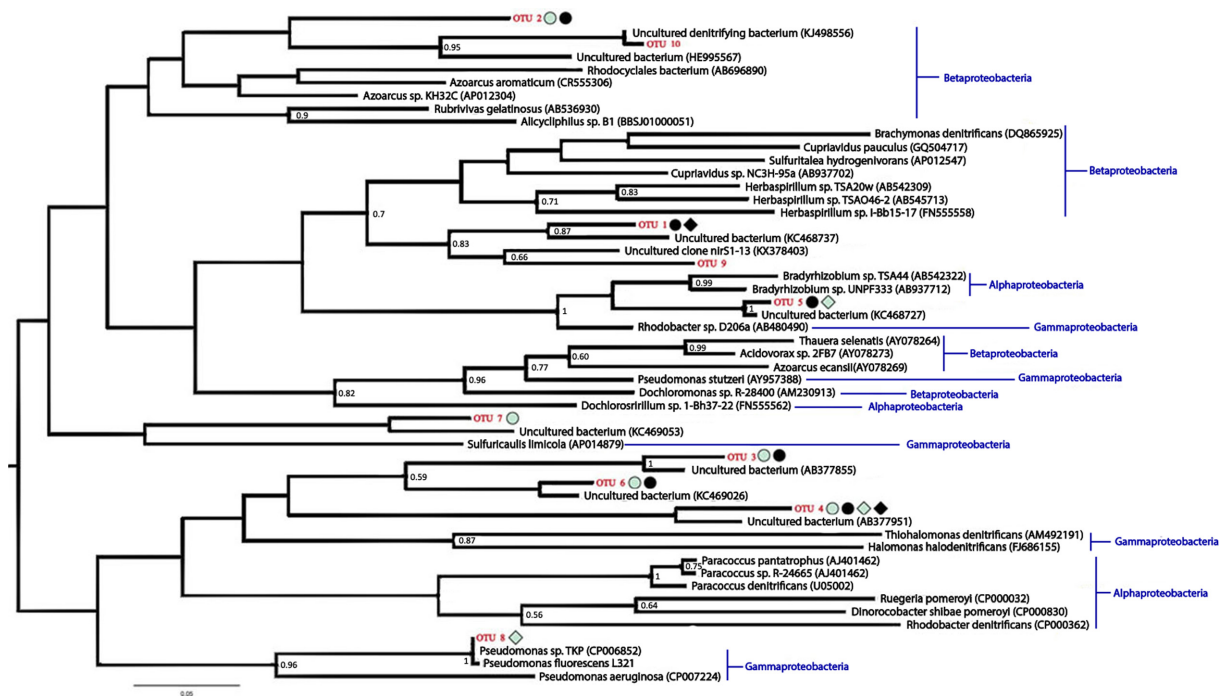 OTU 2
Uncultured denitrifying bacterium (KJ498556)
0.95
OTU 10
Uncultured bacterium (HE995567)
Rhodocyclales bacterium (AB696890)
Betaproteobacteria
Azoarcus aromaticum (CR555306)
Azoarcus sp. KH32C (AP012304)
Rubrivivas gelatinosus (AB536930)
0.9
Alicycliphilus sp. B1 (BBSJ01000051)
Brachymonas denitrificans (DQ865925)
Cupriavidus pauculus (GQ504717)
Sulfuritalea hydrogenivorans (AP012547)
Cupriavidus sp. NC3H-95a (AB937702)
Betaproteobacteria
Herbaspirillum sp. TSA20w (AB542309)
0.83
Herbaspirillum sp. TSAO46-2 (AB545713)
0.71
Herbaspirillum sp. I-Bb15-17 (FN555558)
0.7
OTU 1
0.87
Uncultured bacterium (KC468737)
0.83
Uncultured clone nirS1-13 (KX378403)
0.66
OTU 9
Bradyrhizobium sp. TSA44 (AB542322)
0.99
Alphaproteobacteria
Bradyrhizobium sp. UNPF333 (AB937712)
OTU 5
1
Uncultured bacterium (KC468727)
1
Rhodobacter sp. D206a (AB480490)
Gammaproteobacteria
Thauera selenatis (AY078264)
0.99
Acidovorax sp. 2FB7 (AY078273)
Betaproteobacteria
0.60
Azoarcus ecansii(AY078269)
0.77
Pseudomonas stutzeri (AY957388)
Gammaproteobacteria
0.96
Dochloromonas sp. R-28400 (AM230913)
Betaproteobacteria
0.82
Dochlorosririllum sp. 1-Bh37-22 (FN555562)
Alphaproteobacteria
OTU 7
Uncultured bacterium (KC469053)
Sulfuricaulis limicola (AP014879)
Gammaproteobacteria
OTU 3
1
Uncultured bacterium (AB377855)
0.59
OTU 6
Uncultured bacterium (KC469026)
OTU 4
Uncultured bacterium (AB377951)
Thiohalomonas denitrificans (AM492191)
0.87
Gammaproteobacteria
Halomonas halodenitrificans (FJ686155)
Paracoccus pantatrophus (AJ401462)
0.75
Paracoccus sp. R-24665 (AJ401462)
1
Paracoccus denitrificans (U05002)
Alphaproteobacteria
Ruegeria pomeroyi (CP000032)
0.64
Dinorocobacter shibae pomeroyi (CP000830)
0.56
Rhodobacter denitrificans (CP000362)
OTU 8
Pseudomonas sp. TKP (CP006852)
1
Pseudomonas fluorescens L321
0.96
Gammaproteobacteria
Pseudomonas aeruginosa (CP007224)
0.05